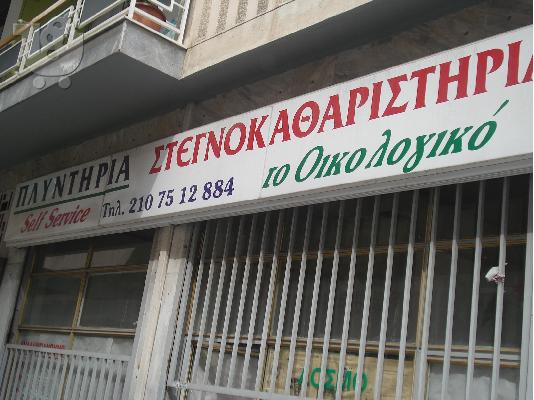 ΠΛΥΝΤΗΡΙΑ
Self Service
ΣΤΕΓΝΟΚΑΘΑΡΙΣΤΗΡΙΑ
Τηλ. 210 75 12 884
το Οικολογικό